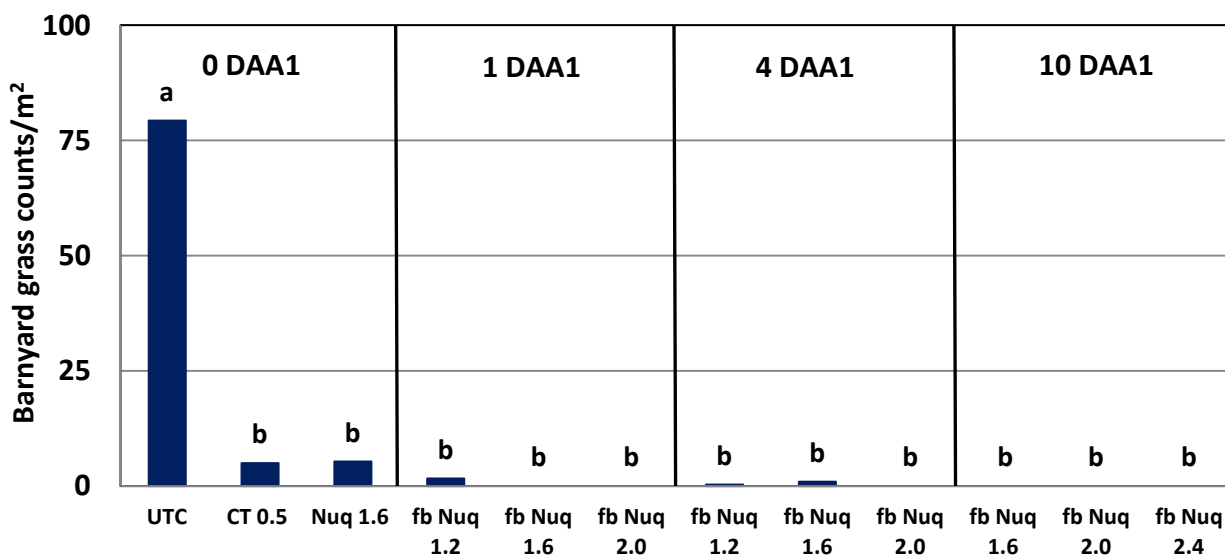 100
75
50
25
0
Barnyard grass counts/m²
0 DAA1 1 DAA1 4 DAA1 10 DAA1
a b b b b b b b b b b b
UTC CT 0.5 Nuq 1.6 fb Nuq fb Nuq fb Nuq fb Nuq fb Nuq fb Nuq fb Nuq fb Nuq fb Nuq
1.2 1.6 2.0 1.2 1.6 2.0 1.6 2.0 2.4